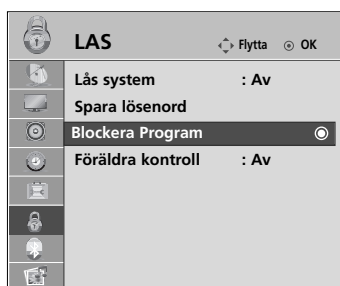 LAS Flytta OK
Lås system : Av
Spara lösenord
Blockera Program
Föräldra kontroll : Av